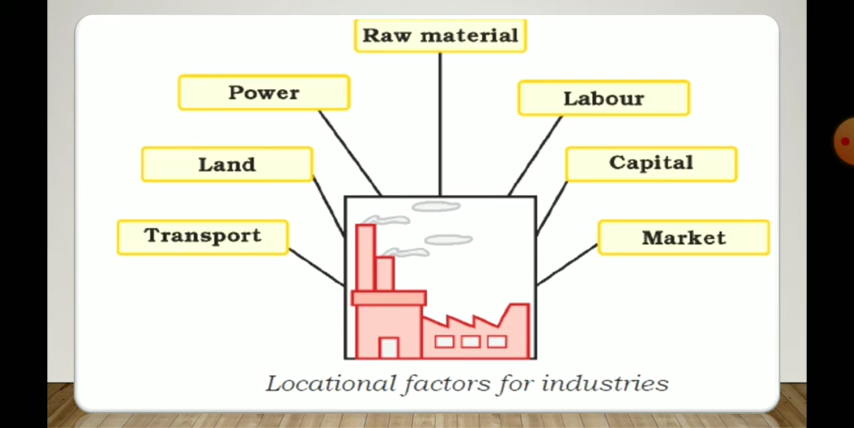 Raw material
Power
Labour
Land
Capital
Transport
Market
Locational factors for industries